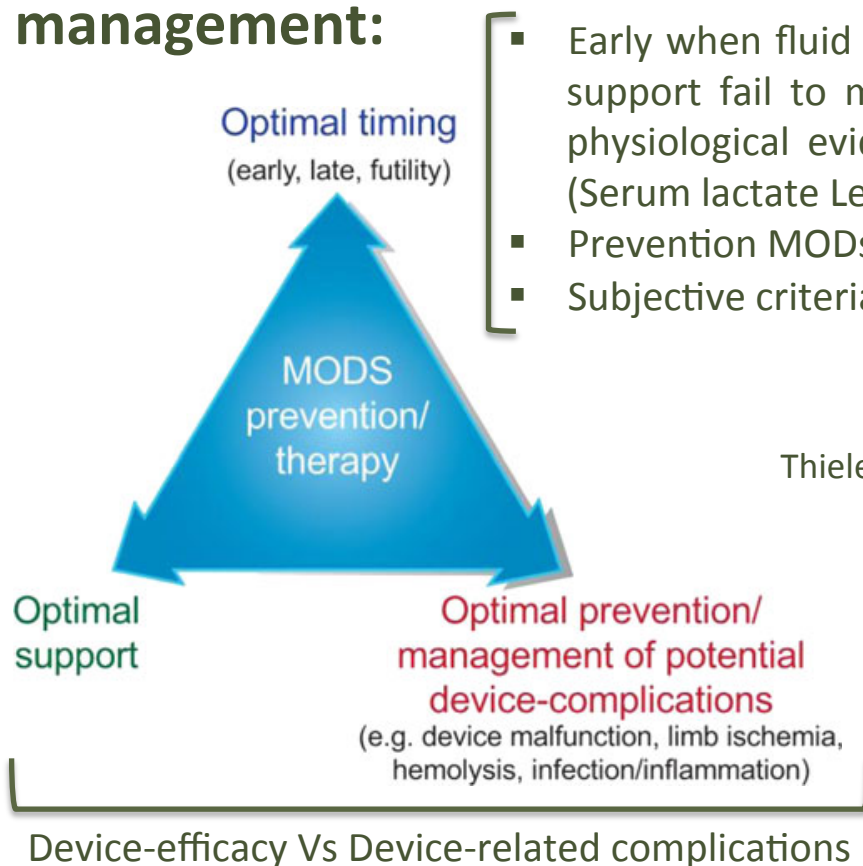 management:
Optimal timing
(early, late, futility)
▪ Early when fluid
support fail to
physiological
(Serum lactate
▪ Prevention MODs
▪ Subjective criteria
MODS
prevention/
therapy
Thiele
Optimal
support
Optimal prevention/
management of potential
device-complications
(e.g. device malfunction, limb ischemia,
hemolysis, infection/inflammation)
Device-efficacy Vs Device-related complications